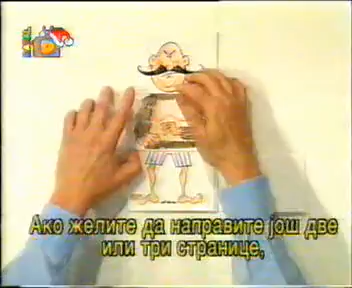 Ако желите да направите још две
или три странице,